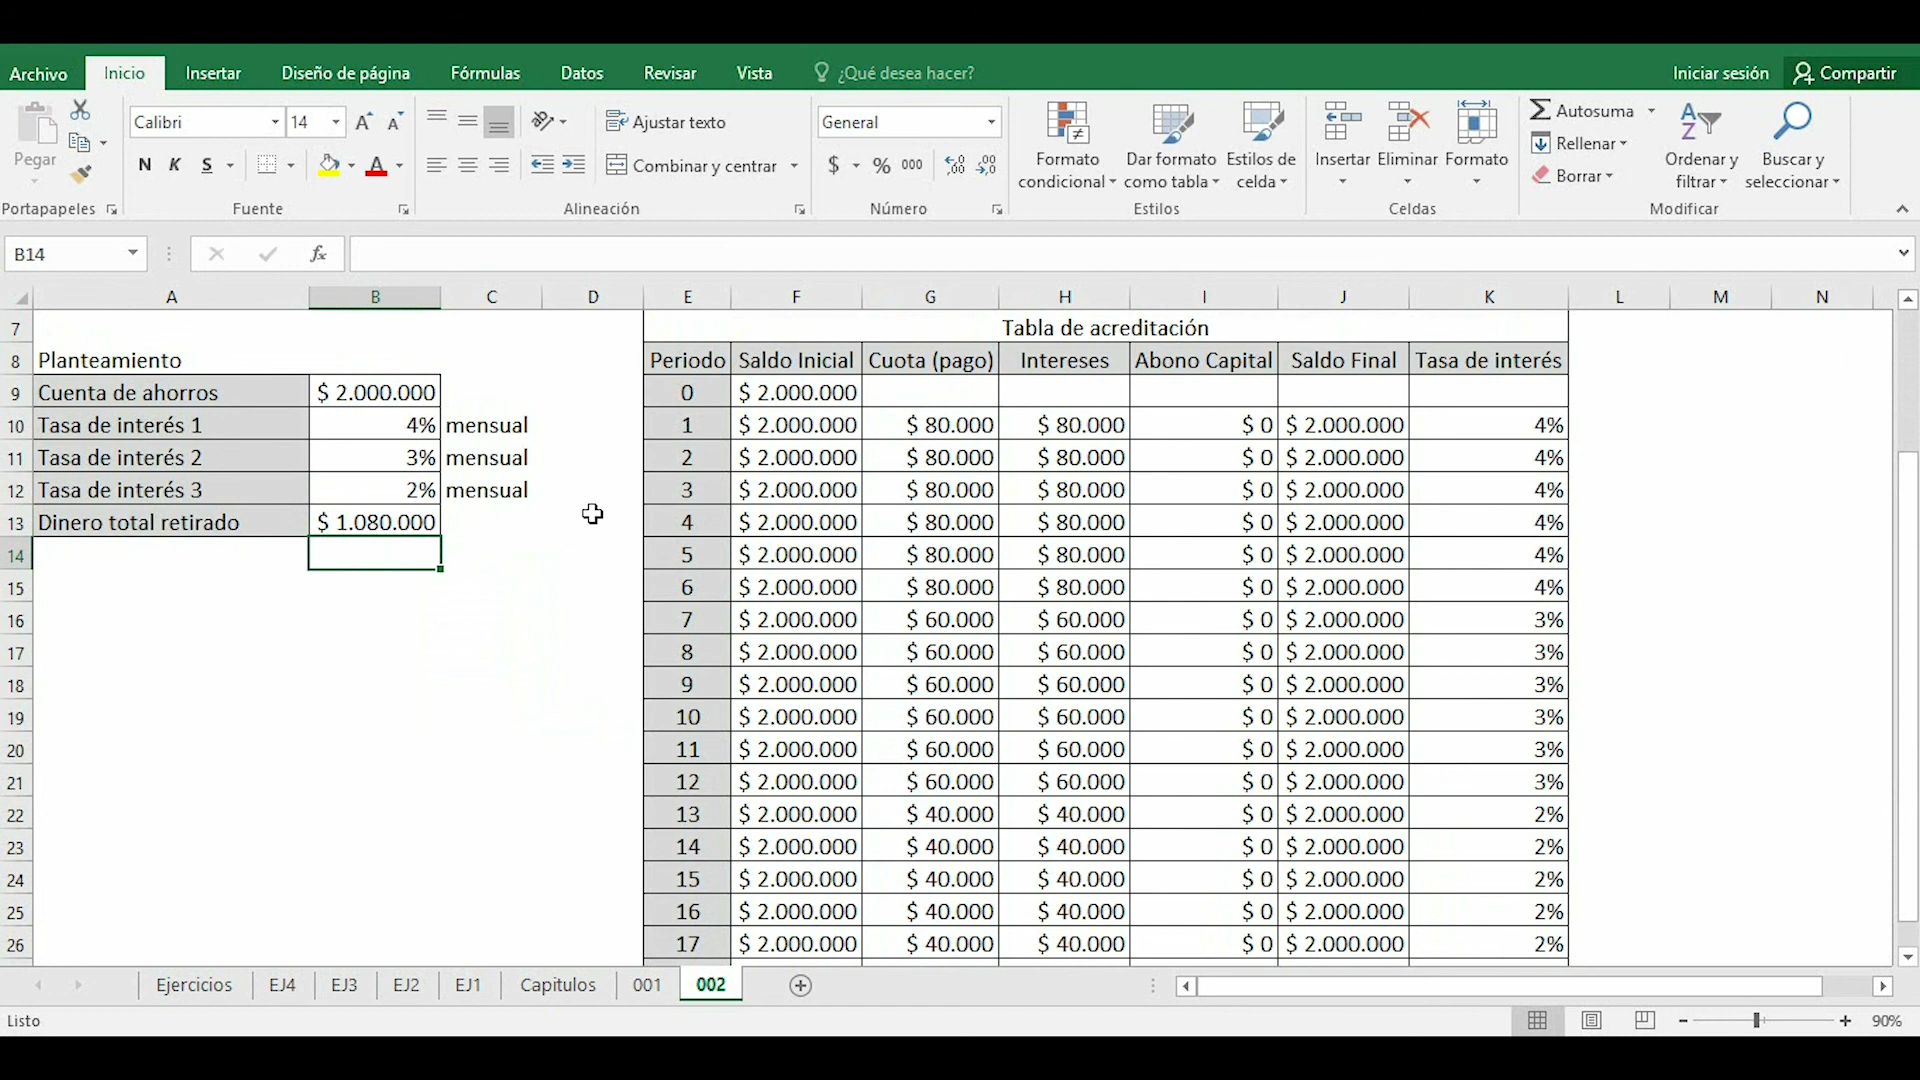 Archivo Inicio Insertar Diseño de página Fórmulas Datos Revisar Vista ¿Qué desea hacer? Iniciar sesión Compartir
Pegar
Portapapeles
Calibri 14
N K S
Fuente
Ajustar texto
Combinar y centrar
Alineación
General
$ % 000
Número
Formato condicional
Dar formato como tabla
Estilos de celda
Estilos
Insertar Eliminar Formato
Celdas
Autosuma
Rellenar
Borrar
Ordenar y filtrar
Buscar y seleccionar
Modificar
B14 fx
A B C D E F G H I J K L M N
7 Tabla de acreditación
8 Planteamiento Periodo Saldo Inicial Cuota (pago) Intereses Abono Capital Saldo Final Tasa de interés
9 Cuenta de ahorros $ 2.000.000 0 $ 2.000.000
10 Tasa de interés 1 4% mensual 1 $ 2.000.000 $ 80.000 $ 80.000 $ 0 $ 2.000.000 4%
11 Tasa de interés 2 3% mensual 2 $ 2.000.000 $ 80.000 $ 80.000 $ 0 $ 2.000.000 4%
12 Tasa de interés 3 2% mensual 3 $ 2.000.000 $ 80.000 $ 80.000 $ 0 $ 2.000.000 4%
13 Dinero total retirado $ 1.080.000 4 $ 2.000.000 $ 80.000 $ 80.000 $ 0 $ 2.000.000 4%
14 5 $ 2.000.000 $ 80.000 $ 80.000 $ 0 $ 2.000.000 4%
15 6 $ 2.000.000 $ 80.000 $ 80.000 $ 0 $ 2.000.000 4%
16 7 $ 2.000.000 $ 60.000 $ 60.000 $ 0 $ 2.000.000 3%
17 8 $ 2.000.000 $ 60.000 $ 60.000 $ 0 $ 2.000.000 3%
18 9 $ 2.000.000 $ 60.000 $ 60.000 $ 0 $ 2.000.000 3%
19 10 $ 2.000.000 $ 60.000 $ 60.000 $ 0 $ 2.000.000 3%
20 11 $ 2.000.000 $ 60.000 $ 60.000 $ 0 $ 2.000.000 3%
21 12 $ 2.000.000 $ 60.000 $ 60.000 $ 0 $ 2.000.000 3%
22 13 $ 2.000.000 $ 40.000 $ 40.000 $ 0 $ 2.000.000 2%
23 14 $ 2.000.000 $ 40.000 $ 40.000 $ 0 $ 2.000.000 2%
24 15 $ 2.000.000 $ 40.000 $ 40.000 $ 0 $ 2.000.000 2%
25 16 $ 2.000.000 $ 40.000 $ 40.000 $ 0 $ 2.000.000 2%
26 17 $ 2.000.000 $ 40.000 $ 40.000 $ 0 $ 2.000.000 2%
Ejercicios EJ4 EJ3 EJ2 EJ1 Capitulos 001 002
Listo 90%